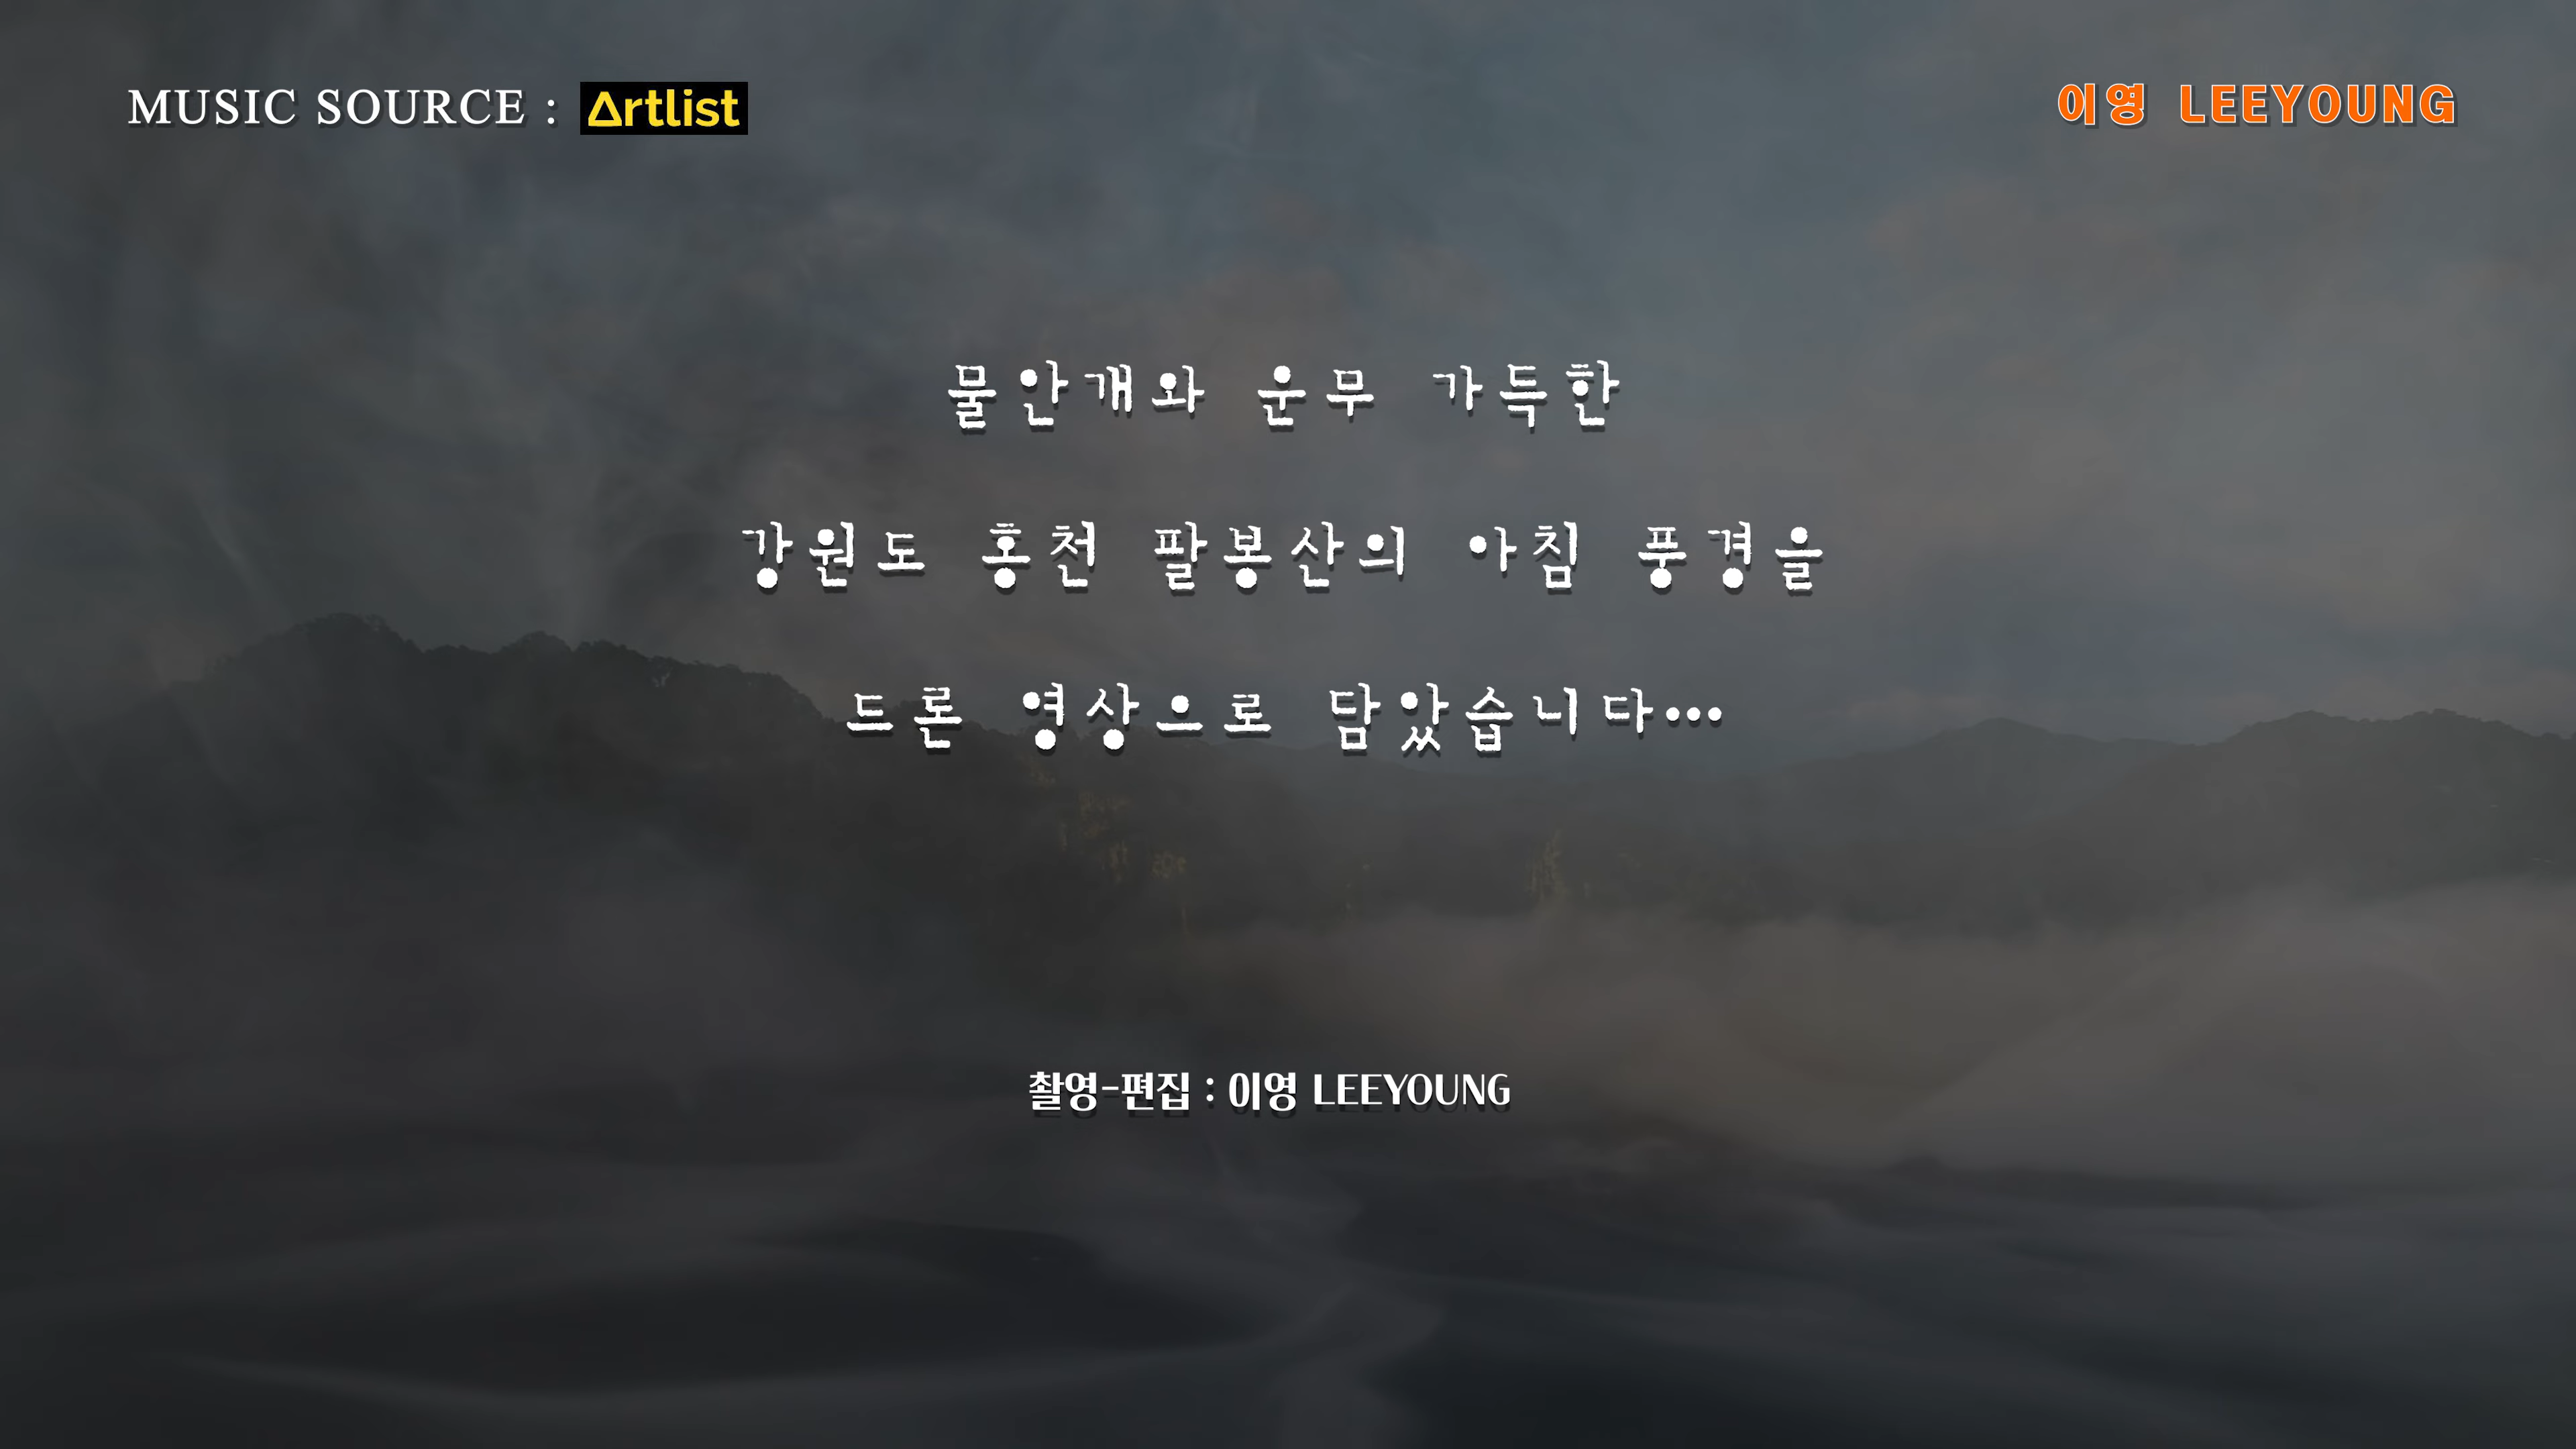 MUSIC SOURCE : Artlist
이영 LEEYOUNG
물안개와 운무 가득한
강원도 홍천 팔봉산의 아침 풍경을
드론 영상으로 담았습니다...
촬영-편집 : 이영 LEEYOUNG